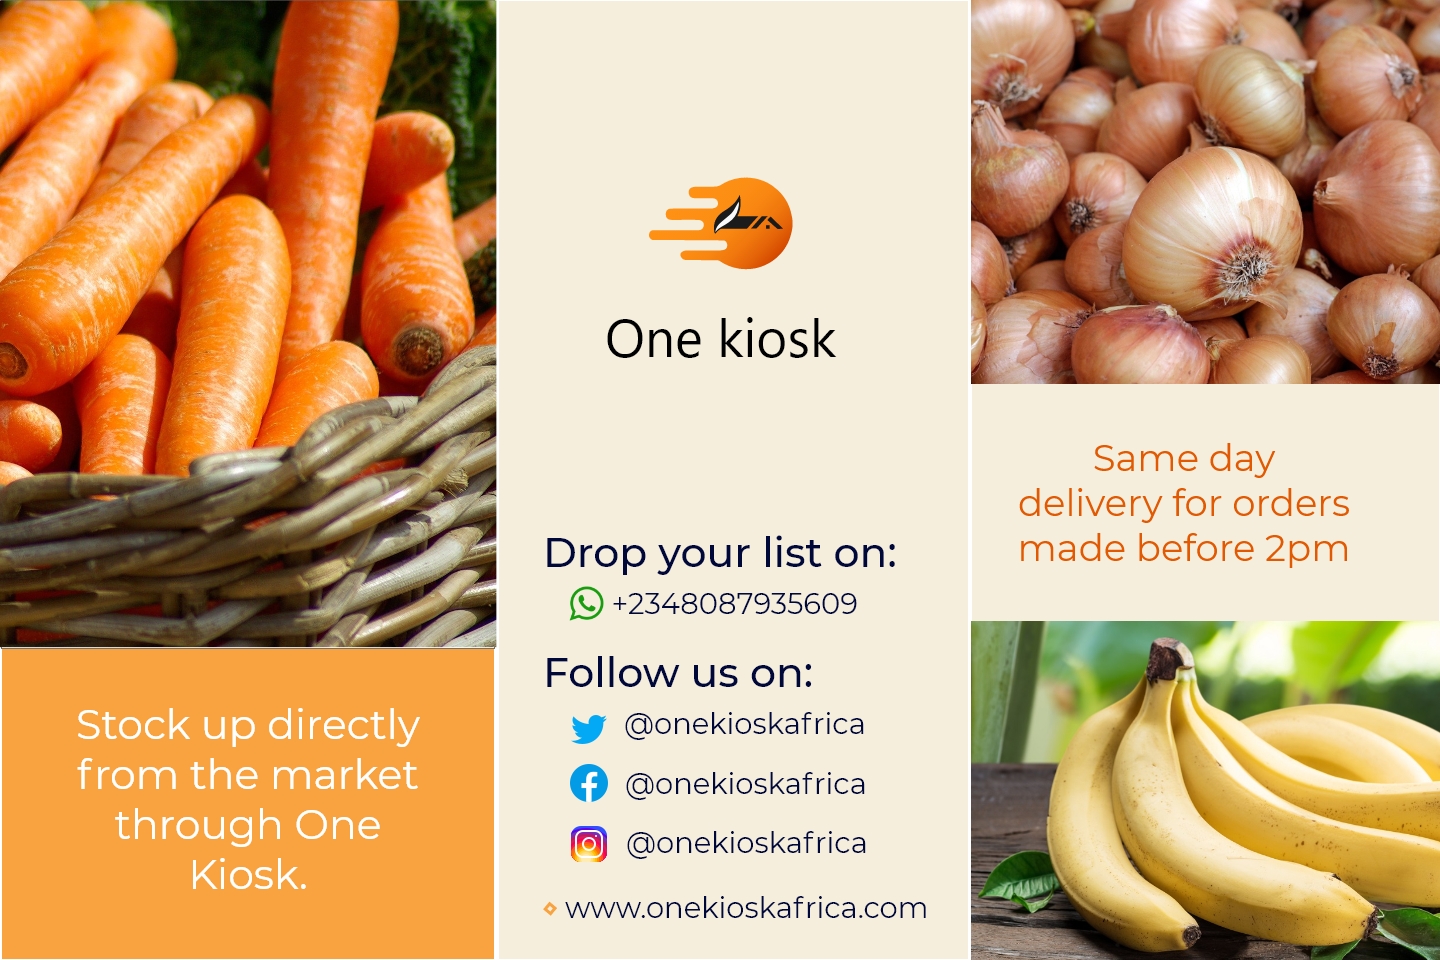 Stock up directly
from the market
through One
Kiosk.
One kiosk
Drop your list on:
+2348087935609
Follow us on:
@onekioskafrica
@onekioskafrica
@onekioskafrica
www.onekioskafrica.com
Same day
delivery for orders
made before 2pm